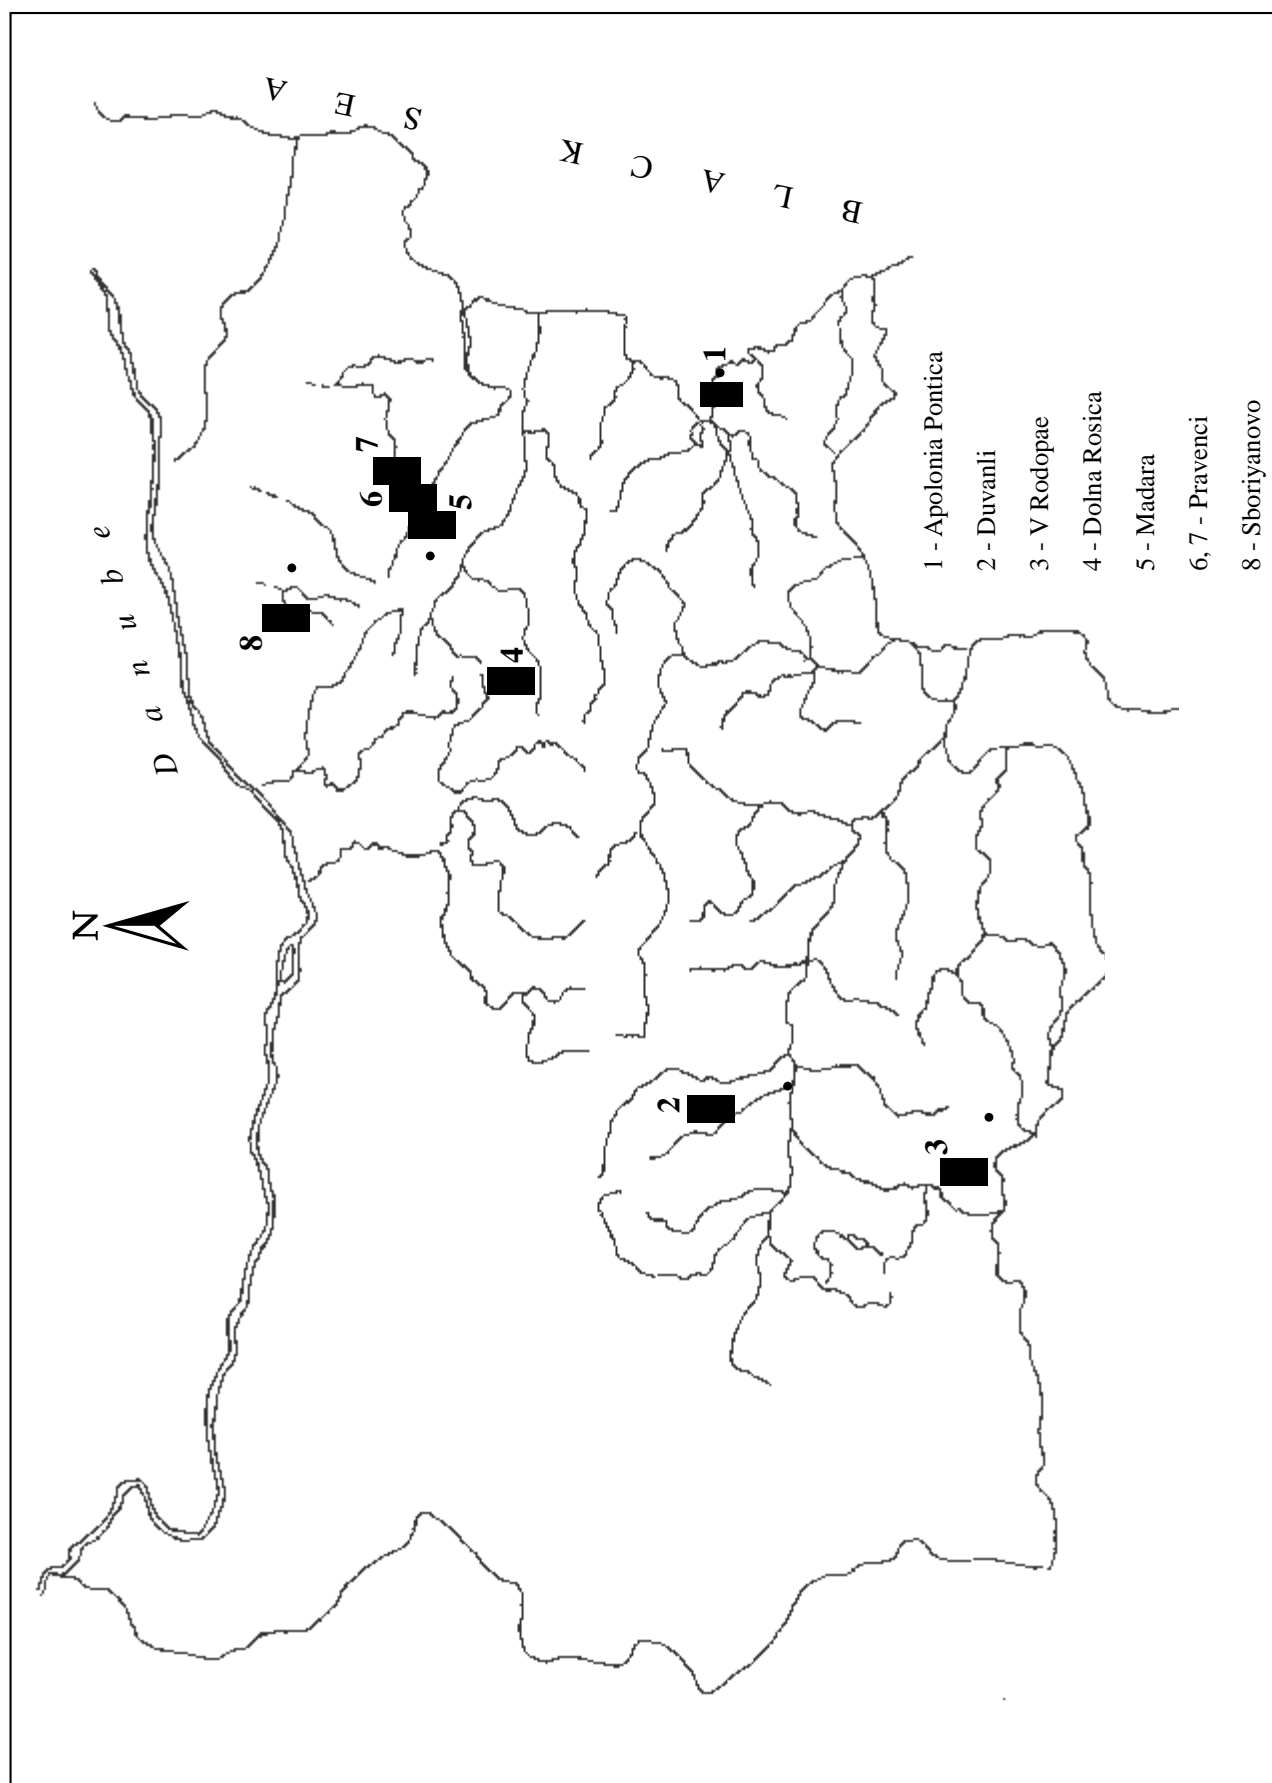 N
Danube
BLACK SEA
7
6
5
8
4
1
2
3
1 - Apolonia Pontica
2 - Duvanli
3 - V Rodopae
4 - Dolna Rosica
5 - Madara
6, 7 - Pravenci
8 - Sboriyanovo